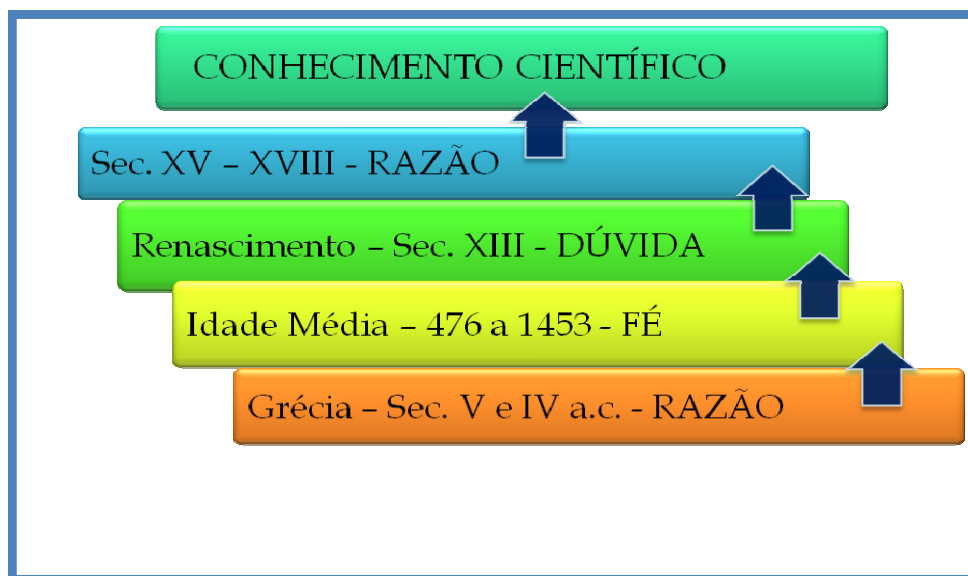 CONHECIMENTO CIENTÍFICO
Sec. XV – XVIII - RAZÃO
Renascimento – Sec. XIII - DÚVIDA
Idade Média – 476 a 1453 - FÉ
Grécia – Sec. V e IV a.c. - RAZÃO